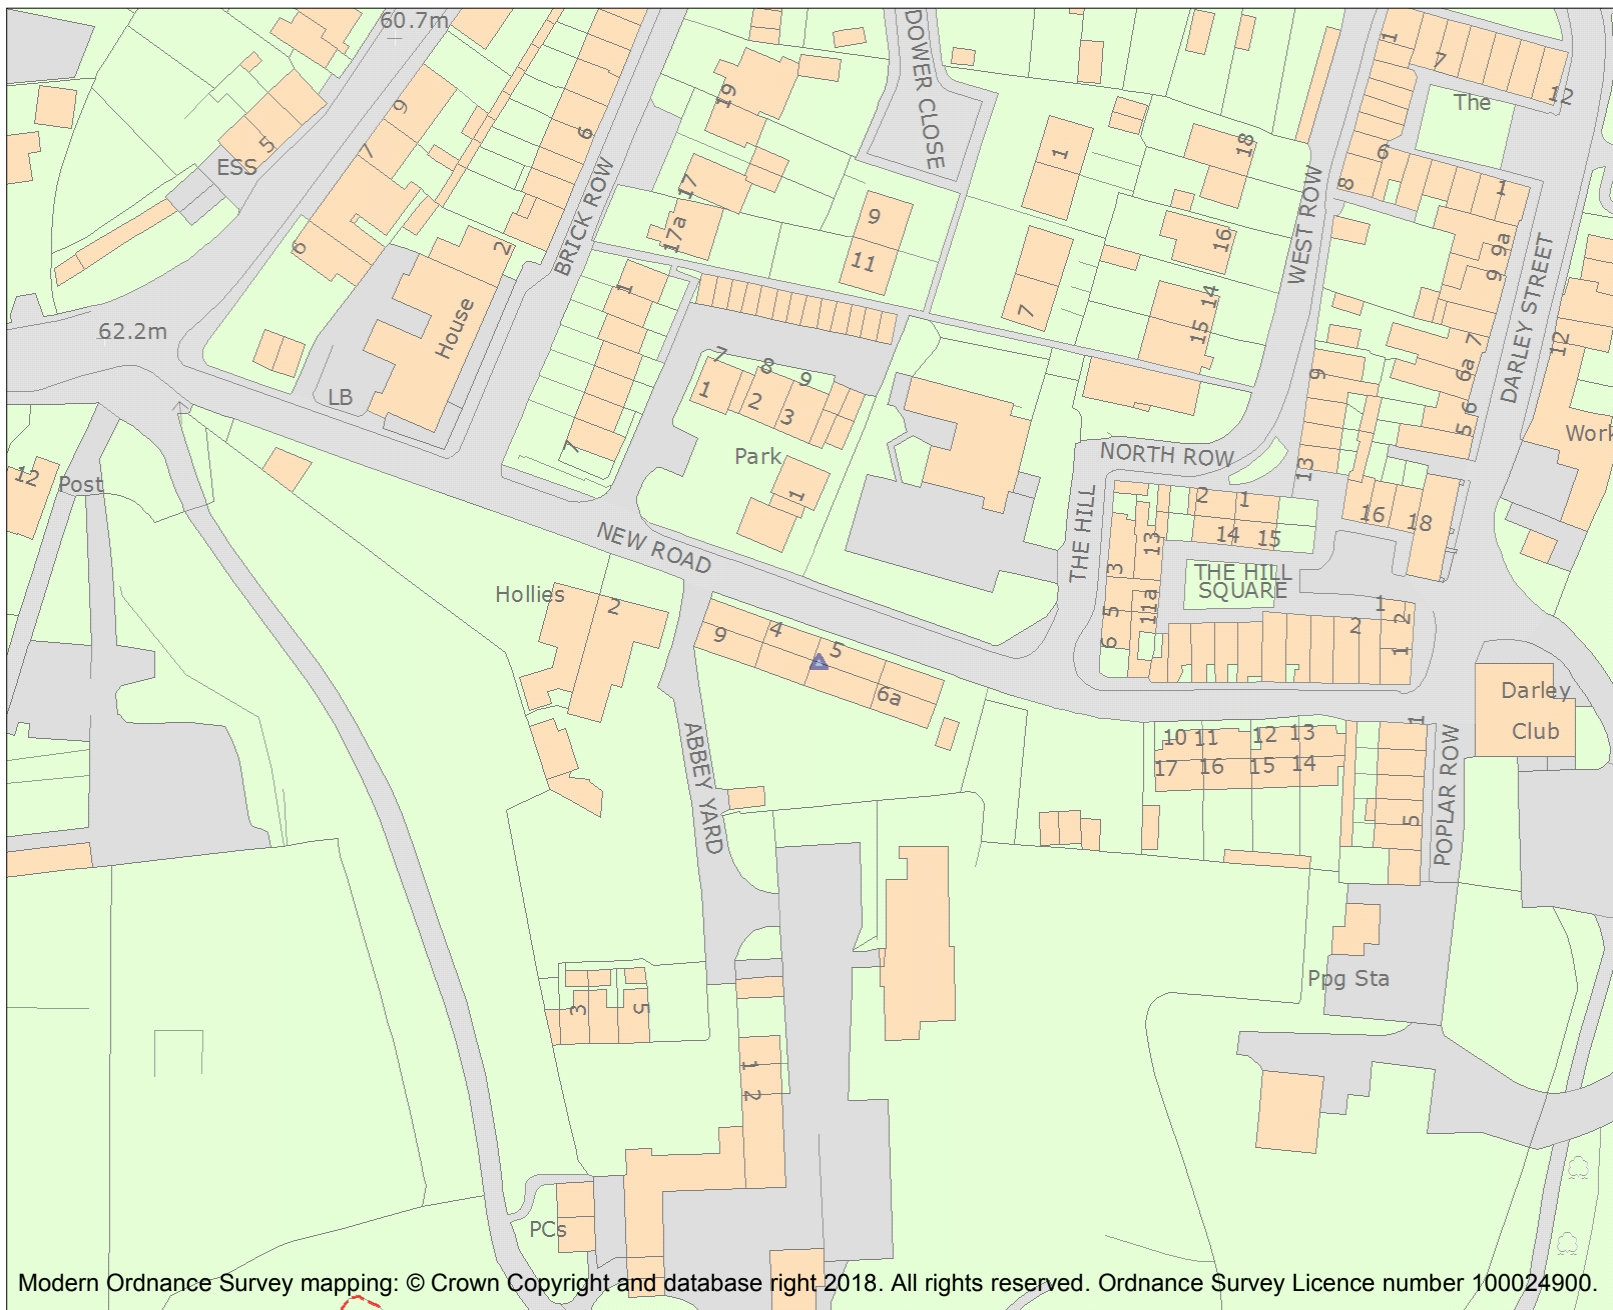 60.7m
DOWER CLOSE
1
7
12
The
19
9
6
18
1
7
5
ESS
6
1
17
8
9
17a
BRICK ROW
WEST ROW
9a
16
6
2
11
9
DARLEY STREET
1
14
7
62.2m
House
15
7
12
7
8
9
6a
9
LB
1
2
3
6
5
Work
7
Park
NORTH ROW
13
12
Post
1
2
1
16
18
NEW ROAD
THE HILL
14
15
13
3
THE HILL
SQUARE
Hollies
2
11a
1
2
5
4
9
5
6
2
1
6a
Darley
Club
ABBEY YARD
10
11
12
13
1
17
16
15
14
POPLAR ROW
5
Ppg Sta
3
5
1
2
PCs
Modern Ordnance Survey mapping: © Crown Copyright and database right 2018. All rights reserved. Ordnance Survey Licence number 100024900.